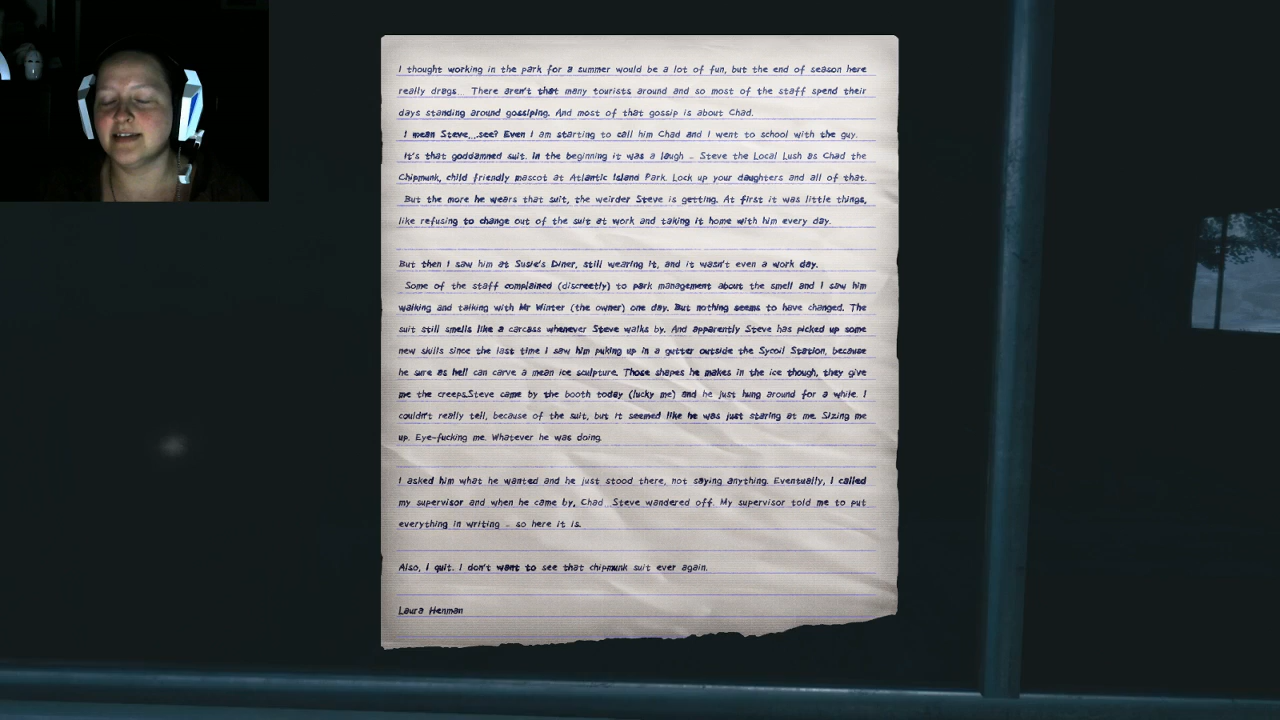 I thought working in the park for a summer would be a lot of fun, but the end of season here
really drags... There aren't that many tourists around and so most of the staff spend their
days standing around gossiping. And most of that gossip is about Chad.
I mean Steve...see? Even I am starting to call him Chad and I went to school with the guy.
It's that goddamned suit. In the beginning it was a laugh - Steve the Local Lush as Chad the
Chipmunk, child friendly mascot at Atlantic Island Park. Lock up your daughters and all of that.
But the more he wears that suit, the weirder Steve is getting. At first it was little things,
like refusing to change out of the suit at work and taking it home with him every day.
But then I saw him at Susie's Diner, still wearing it, and it wasn't even a work day.
Some of the staff complained (discreetly) to park management about the smell and I saw him
walking and talking with Mr Winter (the owner) one day. But nothing seems to have changed. The
suit still smells like a carcass whenever Steve walks by. And apparently Steve has picked up some
new skills since the last time I saw him puking up in a gutter outside the Sycoil Station, because
he sure as hell can carve a mean ice sculpture. Those shapes he makes in the ice though, they give
me the creeps.Steve came by the booth today (lucky me) and he just hung around for a while. I
couldn't really tell, because of the suit, but it seemed like he was just staring at me. Sizing me
up. Eye-fucking me. Whatever he was doing.
I asked him what he wanted and he just stood there, not saying anything. Eventually, I called
my supervisor and when he came by, Chad...Steve wandered off. My supervisor told me to put
everything in writing - so here it is.
Also, I quit. I don't want to see that chipmunk suit ever again.
Laura Henman